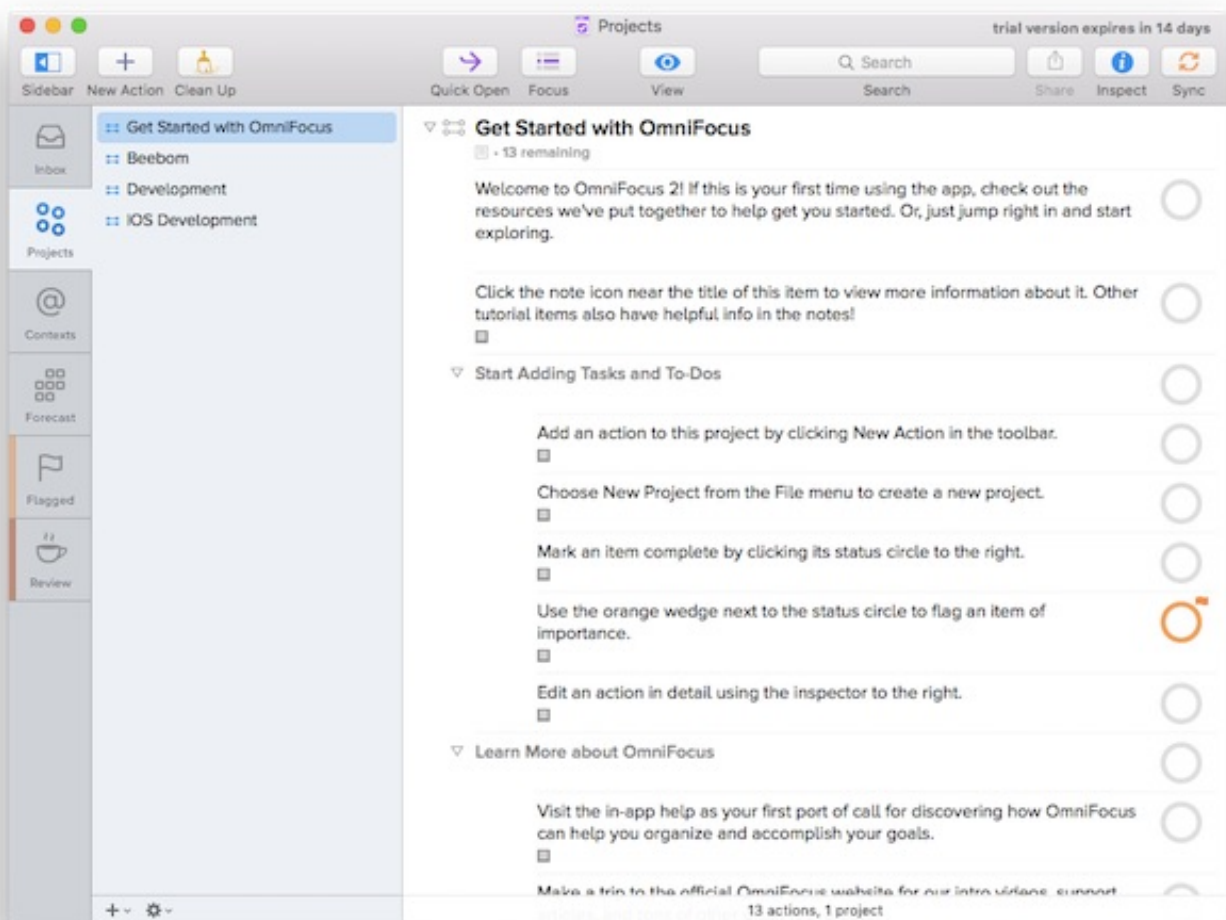 Projects
trial version expires in 14 days
Sidebar
New Action
Clean Up
Quick Open
Focus
View
Search
Search
Share
Inspect
Sync
Inbox
Projects
Contexts
Forecast
Flagged
Review
Get Started with OmniFocus
Beebom
Development
iOS Development
Get Started with OmniFocus
• 13 remaining
Welcome to OmniFocus 2! If this is your first time using the app, check out the
resources we've put together to help get you started. Or, just jump right in and start
exploring.
Click the note icon near the title of this item to view more information about it. Other
tutorial items also have helpful info in the notes!
Start Adding Tasks and To-Dos
Add an action to this project by clicking New Action in the toolbar.
Choose New Project from the File menu to create a new project.
Mark an item complete by clicking its status circle to the right.
Use the orange wedge next to the status circle to flag an item of
importance.
Edit an action in detail using the inspector to the right.
Learn More about OmniFocus
Visit the in-app help as your first port of call for discovering how OmniFocus
can help you organize and accomplish your goals.
Make a trip to the official OmniFocus website for our intro videos, support
13 actions, 1 project